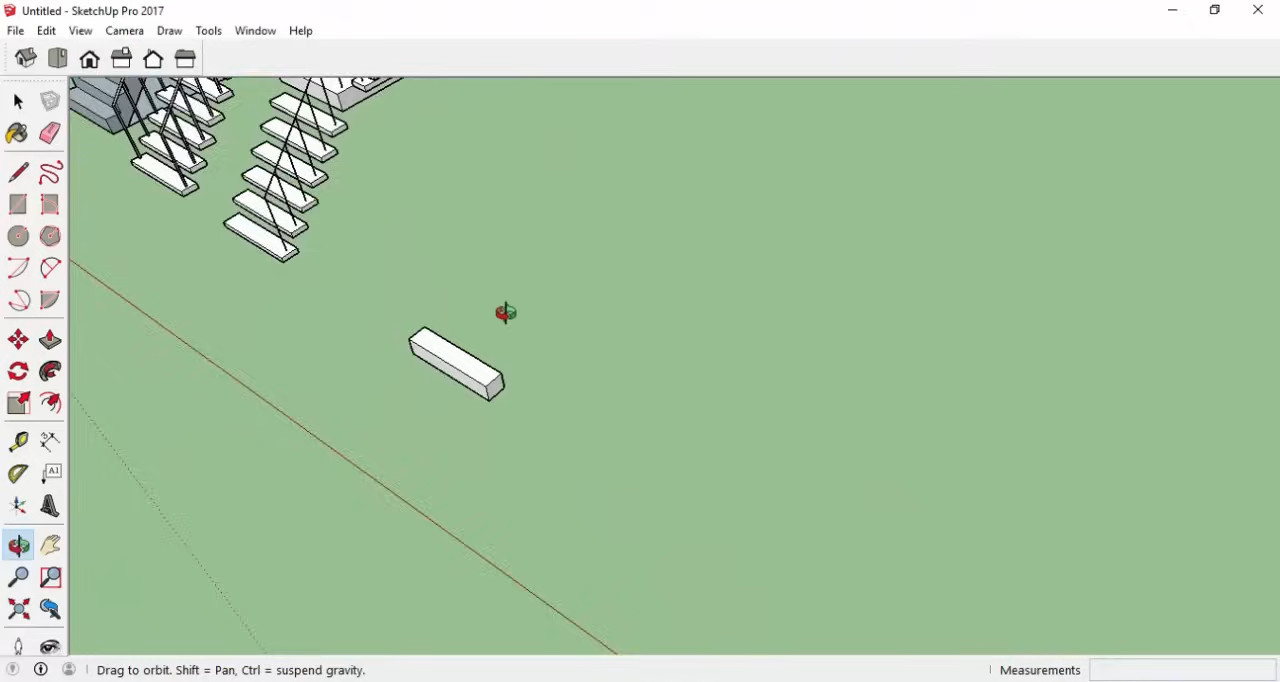 Untitled - SketchUp Pro 2017
File Edit View Camera Draw Tools Window Help
A1
Drag to orbit. Shift = Pan, Ctrl = suspend gravity.
Measurements